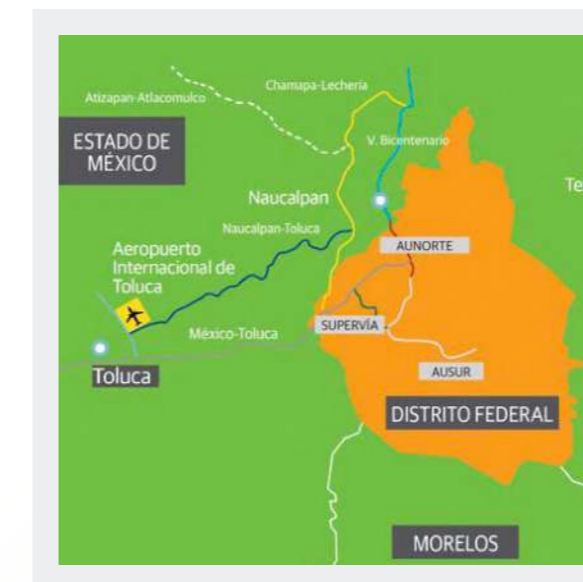 Chamapa-Lechería
Atizapan-Atlacomulco
ESTADO DE
MÉXICO
V. Bicentenario
Te
Naucalpan
Naucalpan-Toluca
AUNORTE
Aeropuerto
Internacional de
Toluca
SUPERVÍA
México-Toluca
Toluca
AUSUR
DISTRITO FEDERAL
MORELOS